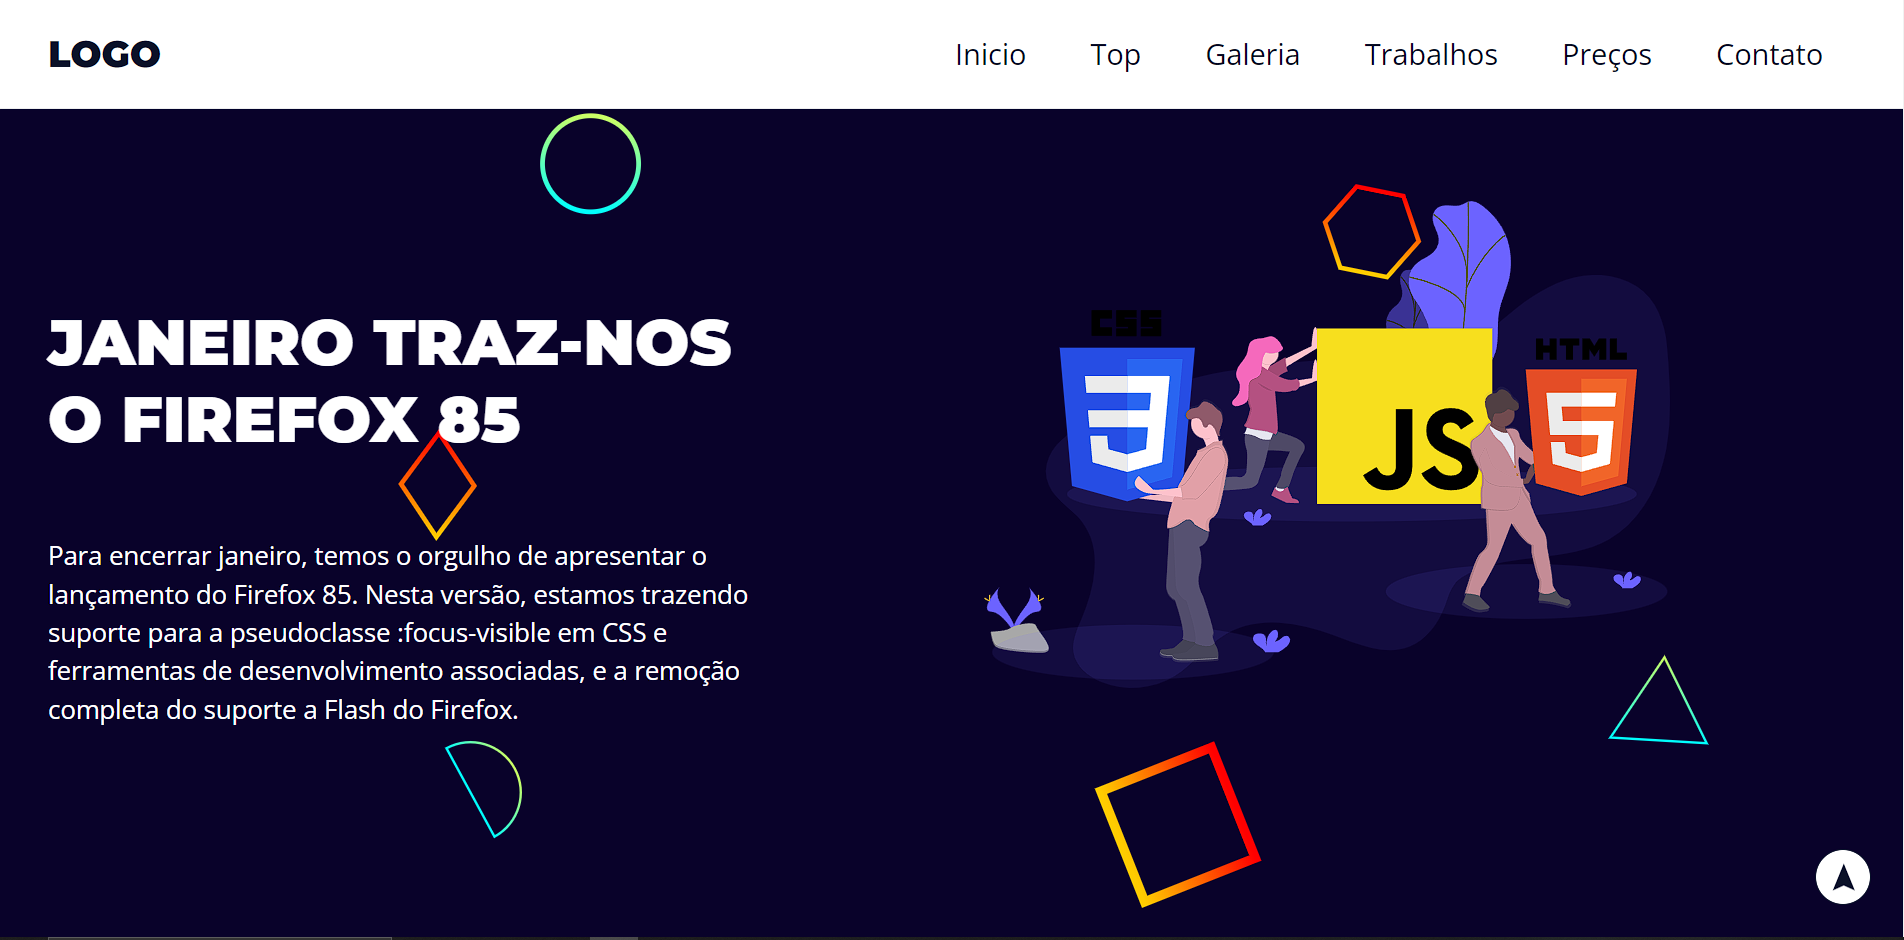 LOGO
Inicio Top Galeria Trabalhos Preços Contato
JANEIRO TRAZ-NOS
O FIREFOX 85
Para encerrar janeiro, temos o orgulho de apresentar o
lançamento do Firefox 85. Nesta versão, estamos trazendo
suporte para a pseudoclasse :focus-visible em CSS e
ferramentas de desenvolvimento associadas, e a remoção
completa do suporte a Flash do Firefox.
CSS
3
JS
HTML
5